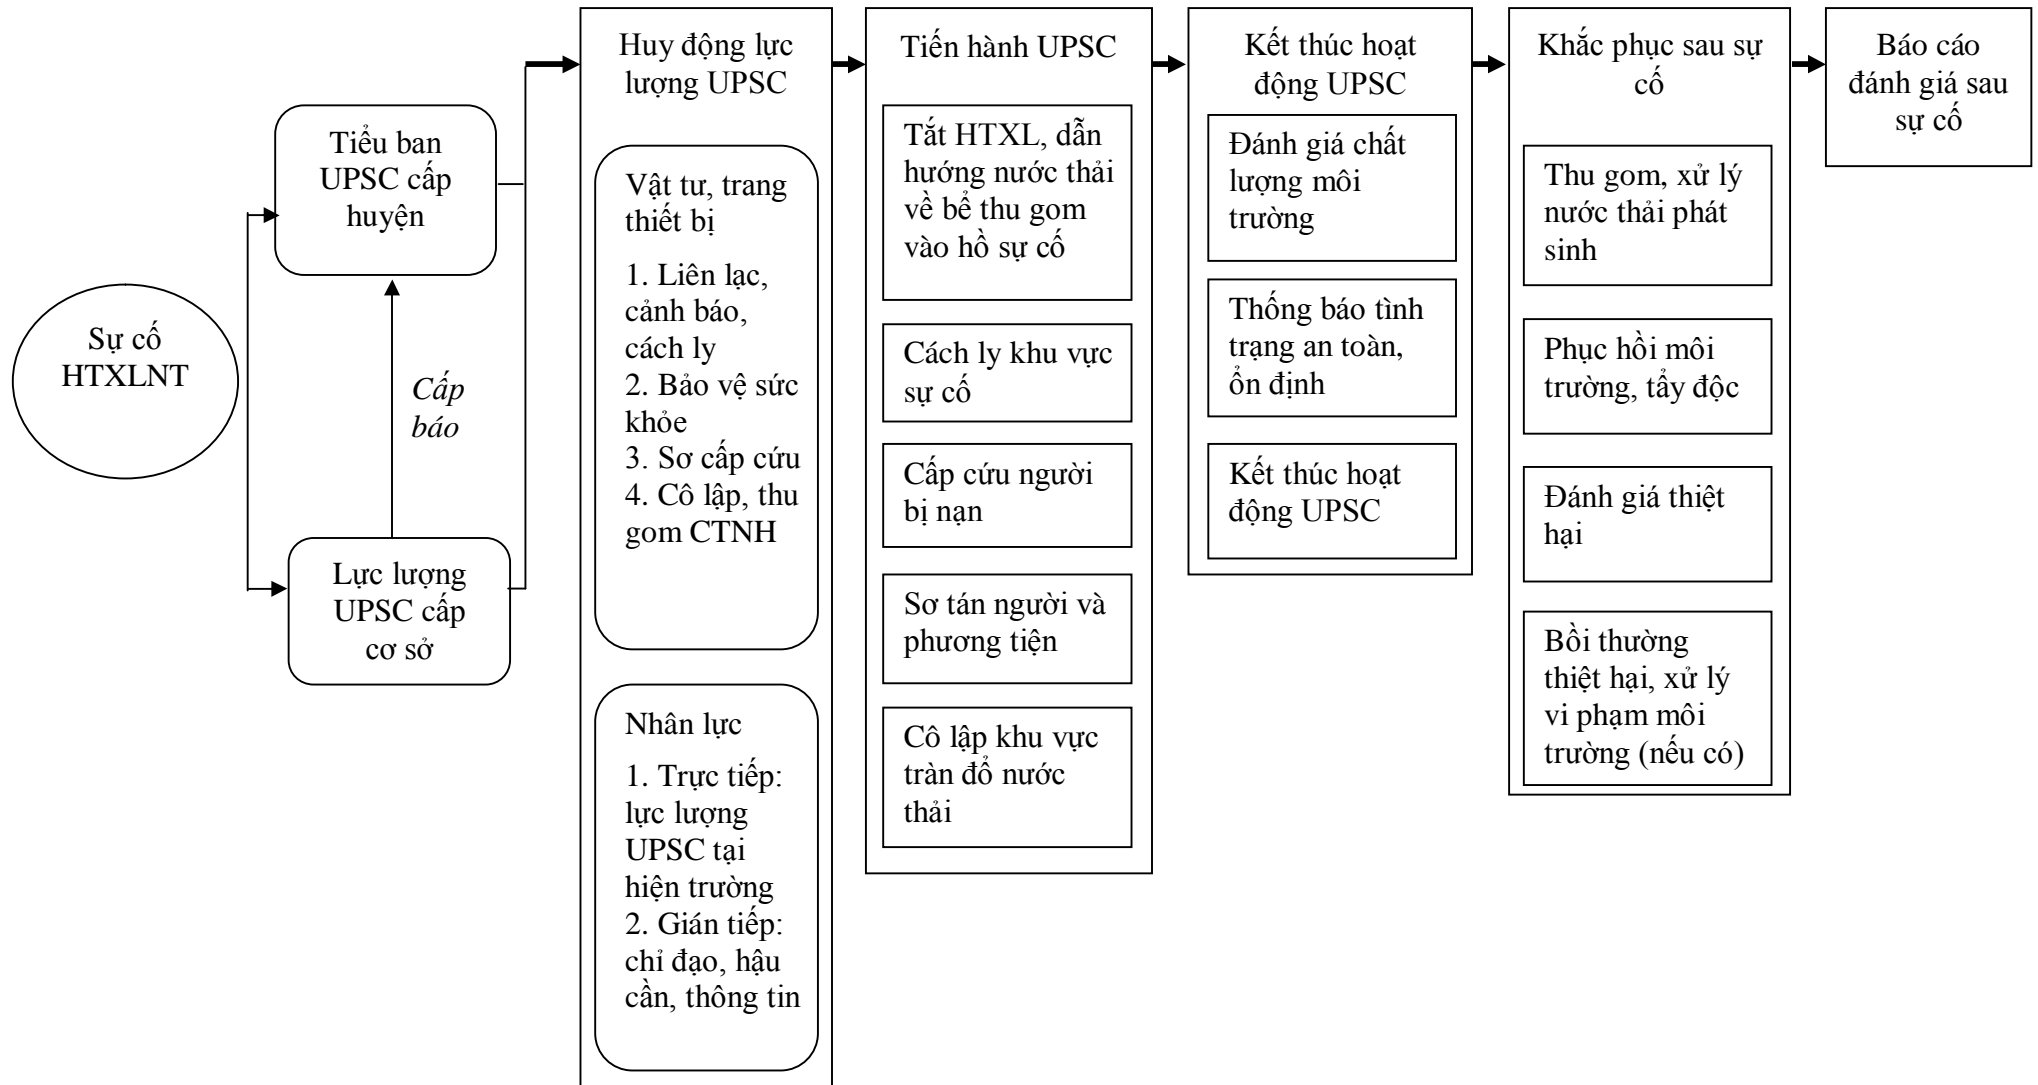 Sự cố
HTXLNT
Tiểu ban
UPSC cấp
huyện
Cấp
báo
Lực lượng
UPSC cấp
cơ sở
Huy động lực
lượng UPSC
Vật tư, trang
thiết bị
1. Liên lạc,
cảnh báo,
cách ly
2. Bảo vệ sức
khỏe
3. Sơ cấp cứu
4. Cô lập, thu
gom CTNH
Nhân lực
1. Trực tiếp:
lực lượng
UPSC tại
hiện trường
2. Gián tiếp:
chỉ đạo, hậu
cần, thông tin
Tiến hành UPSC
Tắt HTXL, dẫn
hướng nước thải
về bể thu gom
vào hồ sự cố
Cách ly khu vực
sự cố
Cấp cứu người
bị nạn
Sơ tán người và
phương tiện
Cô lập khu vực
tràn đổ nước
thải
Kết thúc hoạt
động UPSC
Đánh giá chất
lượng môi
trường
Thống báo tình
trạng an toàn,
ổn định
Kết thúc hoạt
động UPSC
Khắc phục sau sự
cố
Thu gom, xử lý
nước thải phát
sinh
Phục hồi môi
trường, tẩy độc
Đánh giá thiệt
hại
Bồi thường
thiệt hại, xử lý
vi phạm môi
trường (nếu có)
Báo cáo
đánh giá sau
sự cố